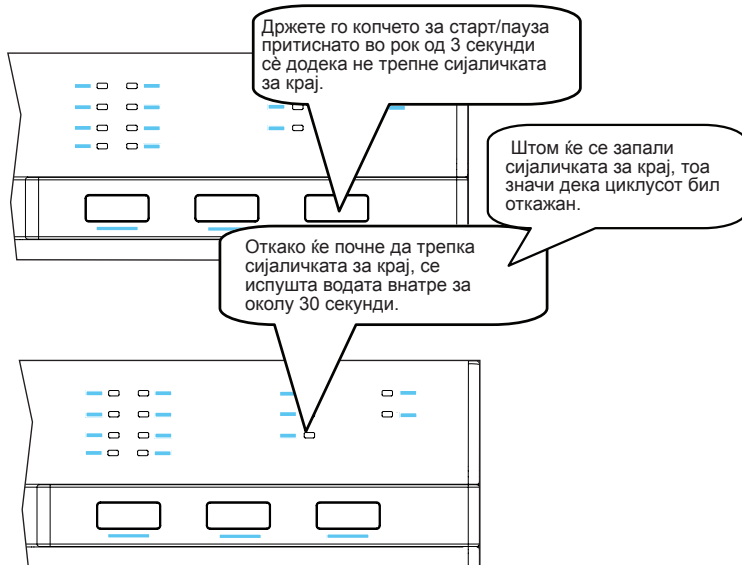 Држете го копчето за старт/пауза
притиснато во рок од 3 секунди
сѐ додека не трепне сијаличката
за крај.
Штом ќе се запали
сијаличката за крај, тоа
значи дека циклусот бил
откажан.
Откако ќе почне да трепка
сијаличката за крај, се
испушта водата внатре за
околу 30 секунди.